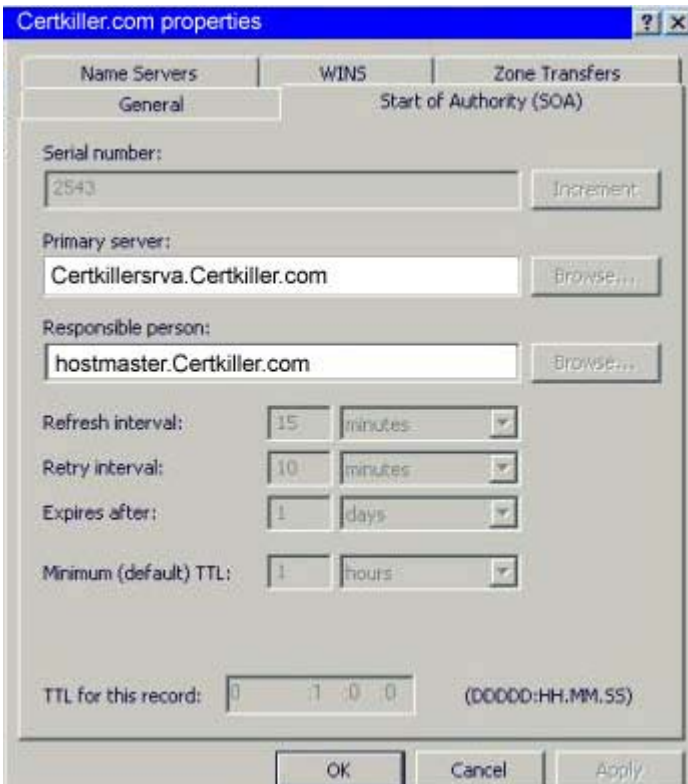 Certkiller.com properties
Name Servers WINS Zone Transfers
General Start of Authority (SOA)
Serial number:
2543 Increment
Primary server:
Certkillersrva.Certkiller.com Browse...
Responsible person:
hostmaster.Certkiller.com Browse...
Refresh interval: 15 minutes
Retry interval: 10 minutes
Expires after: 1 days
Minimum (default) TTL: 1 hours
TTL for this record: 0 :1 :0 :0 (DDDDD:HH.MM.SS)
OK Cancel Apply